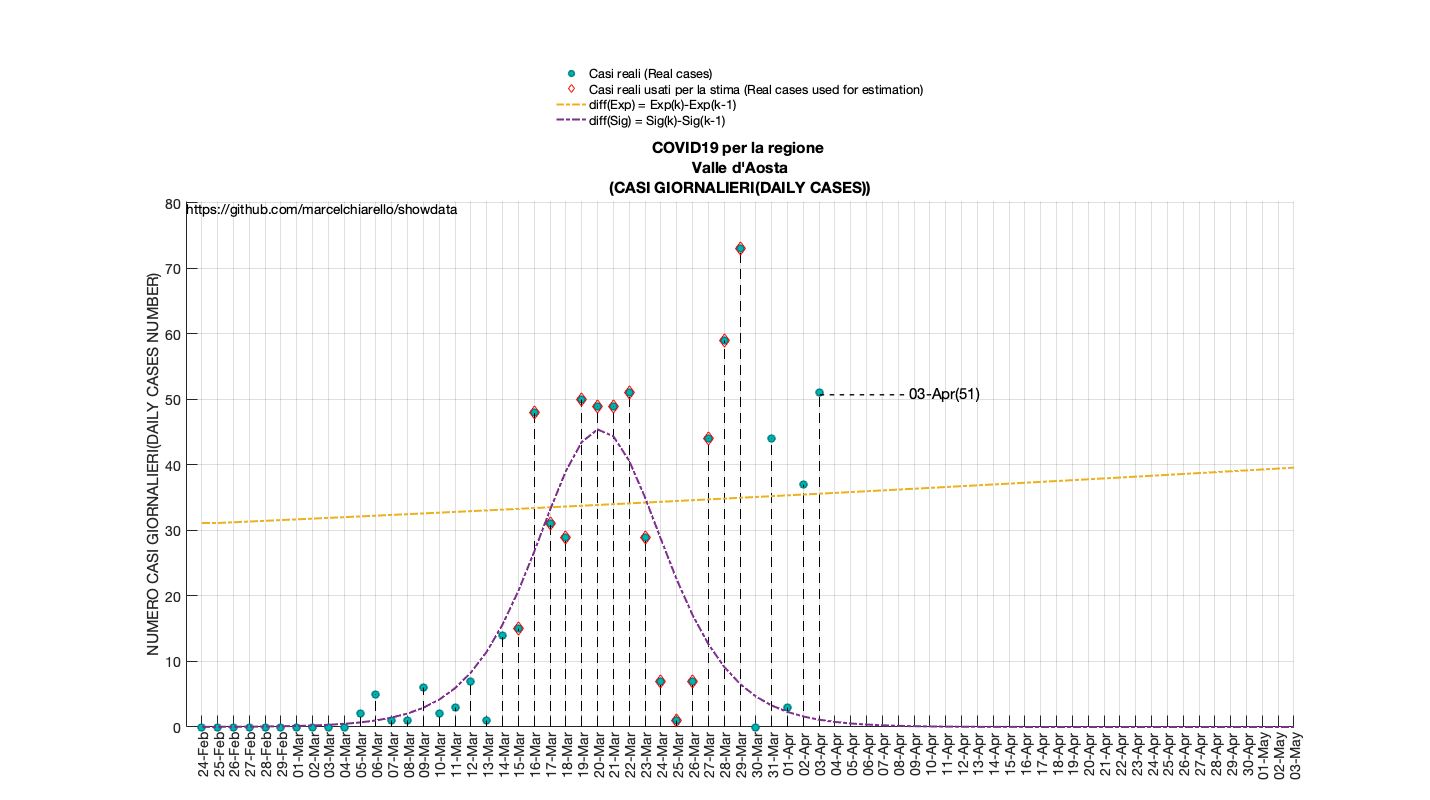 Casi reali (Real cases)
Casi reali usati per la stima (Real cases used for estimation)
diff(Exp) = Exp(k)-Exp(k-1)
diff(Sig) = Sig(k)-Sig(k-1)
COVID19 per la regione
Valle d'Aosta
(CASI GIORNALIERI(DAILY CASES))
https://github.com/marcelchiarello/showdata
NUMERO CASI GIORNALIERI(DAILY CASES NUMBER)
80
70
60
50
40
30
20
10
0
03-Apr(51)
24-Feb
25-Feb
26-Feb
27-Feb
28-Feb
29-Feb
01-Mar
02-Mar
03-Mar
04-Mar
05-Mar
06-Mar
07-Mar
08-Mar
09-Mar
10-Mar
11-Mar
12-Mar
13-Mar
14-Mar
15-Mar
16-Mar
17-Mar
18-Mar
19-Mar
20-Mar
21-Mar
22-Mar
23-Mar
24-Mar
25-Mar
26-Mar
27-Mar
28-Mar
29-Mar
30-Mar
31-Mar
01-Apr
02-Apr
03-Apr
04-Apr
05-Apr
06-Apr
07-Apr
08-Apr
09-Apr
10-Apr
11-Apr
12-Apr
13-Apr
14-Apr
15-Apr
16-Apr
17-Apr
18-Apr
19-Apr
20-Apr
21-Apr
22-Apr
23-Apr
24-Apr
25-Apr
26-Apr
27-Apr
28-Apr
29-Apr
30-Apr
01-May
02-May
03-May